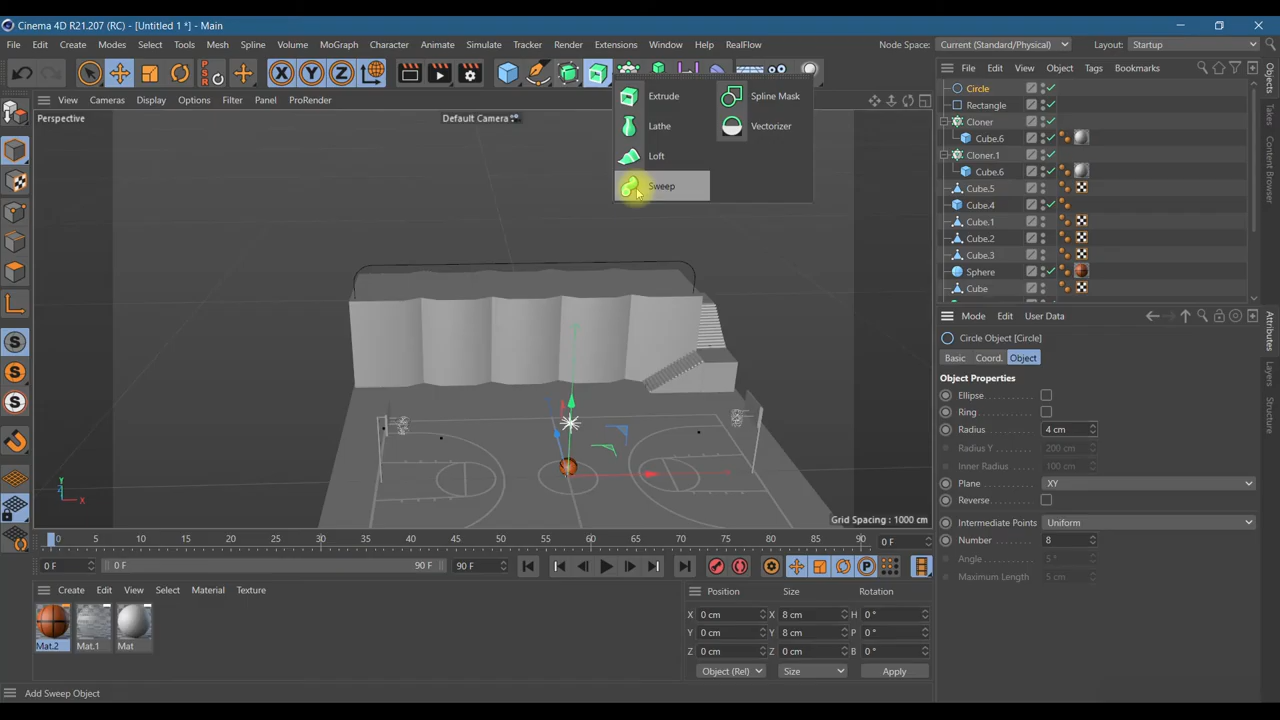 Cinema 4D R21.207 (RC) - [Untitled 1 *] - Main
File Edit Create Modes Select Tools Mesh Spline Volume MoGraph Character Animate Simulate Tracker Render Extensions Window Help RealFlow Node Space: Current (Standard/Physical) Layout: Startup
PSR X Y Z
File Edit View Object Tags Bookmarks
View Cameras Display Options Filter Panel ProRender
Perspective
Default Camera
Extrude Spline Mask
Lathe Vectorizer
Loft
Sweep
Circle
Rectangle
Cloner
Cube.6
Cloner.1
Cube.6
Cube.5
Cube.4
Cube.1
Cube.2
Cube.3
Sphere
Cube
Objects
Takes
Content Browser
Mode Edit User Data
Circle Object [Circle]
Basic Coord. Object
Object Properties
Ellipse
Ring
Radius 4 cm
Radius Y 200 cm
Inner Radius 100 cm
Plane XY
Reverse
Intermediate Points Uniform
Number 8
Angle 5 °
Maximum Length 5 cm
Attributes
Layers
Structure
Y
Z
X
Grid Spacing : 1000 cm
0 5 10 15 20 25 30 35 40 45 50 55 60 65 70 75 80 85 90 0 F
0 F 0 F 90 F 90 F
Create Edit View Select Material Texture
Mat.2 Mat.1 Mat
Position Size Rotation
X 0 cm X 8 cm H 0 °
Y 0 cm Y 8 cm P 0 °
Z 0 cm Z 0 cm B 0 °
Object (Rel) Size Apply
Add Sweep Object